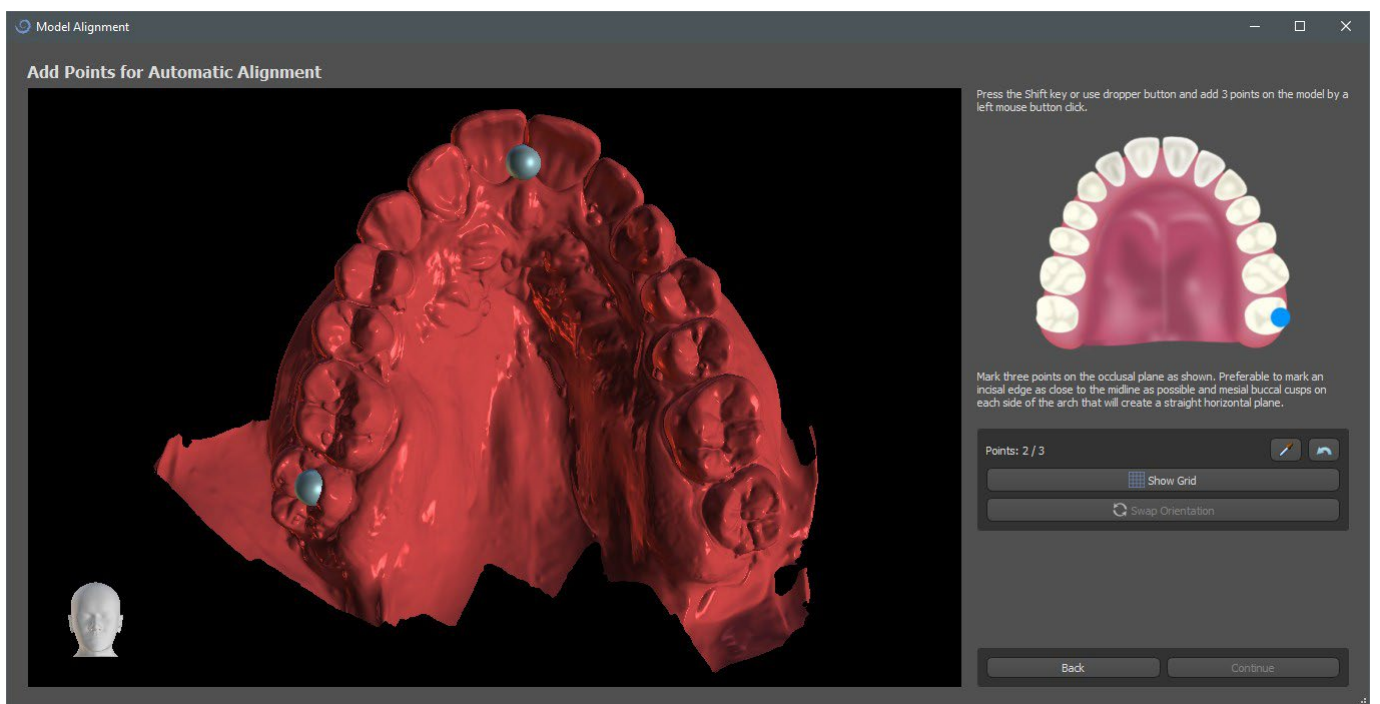 Model Alignment
Add Points for Automatic Alignment
Press the Shift key or use dropper button and add 3 points on the model by a
left mouse button click.
Mark three points on the occlusal plane as shown. Preferable to mark an
incisal edge as close to the midline as possible and mesial buccal cusps on
each side of the arch that will create a straight horizontal plane.
Points: 2 / 3
Show Grid
Swap Orientation
Back
Continue